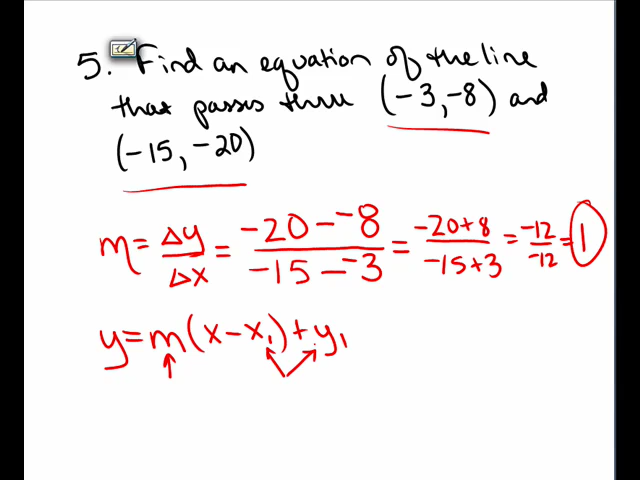 5. Find an equation of the line
that passes thru (-3, -8) and
(-15, -20)
m = Δy/Δx = (-20 - -8)/(-15 - -3) = (-20+8)/(-15+3) = -12/-12 = 1
y = m(x - x₁) + y₁